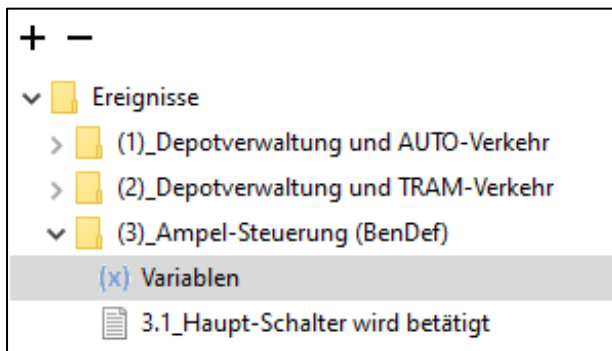 + −
Ereignisse
(1)_Depotverwaltung und AUTO-Verkehr
(2)_Depotverwaltung und TRAM-Verkehr
(3)_Ampel-Steuerung (BenDef)
(x) Variablen
3.1_Haupt-Schalter wird betätigt